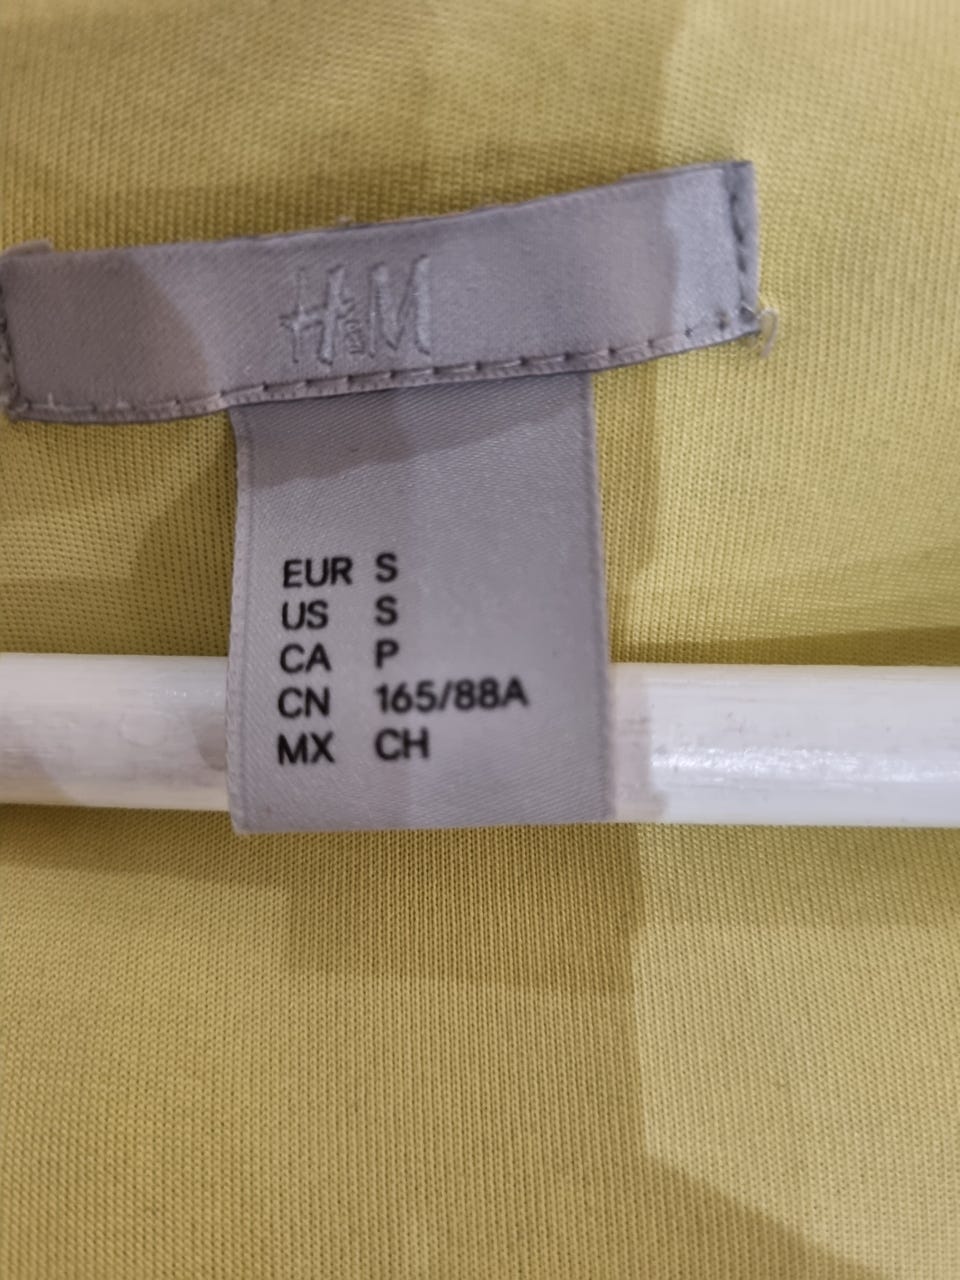 H&M
EUR S
US S
CA P
CN 165/88A
MX CH